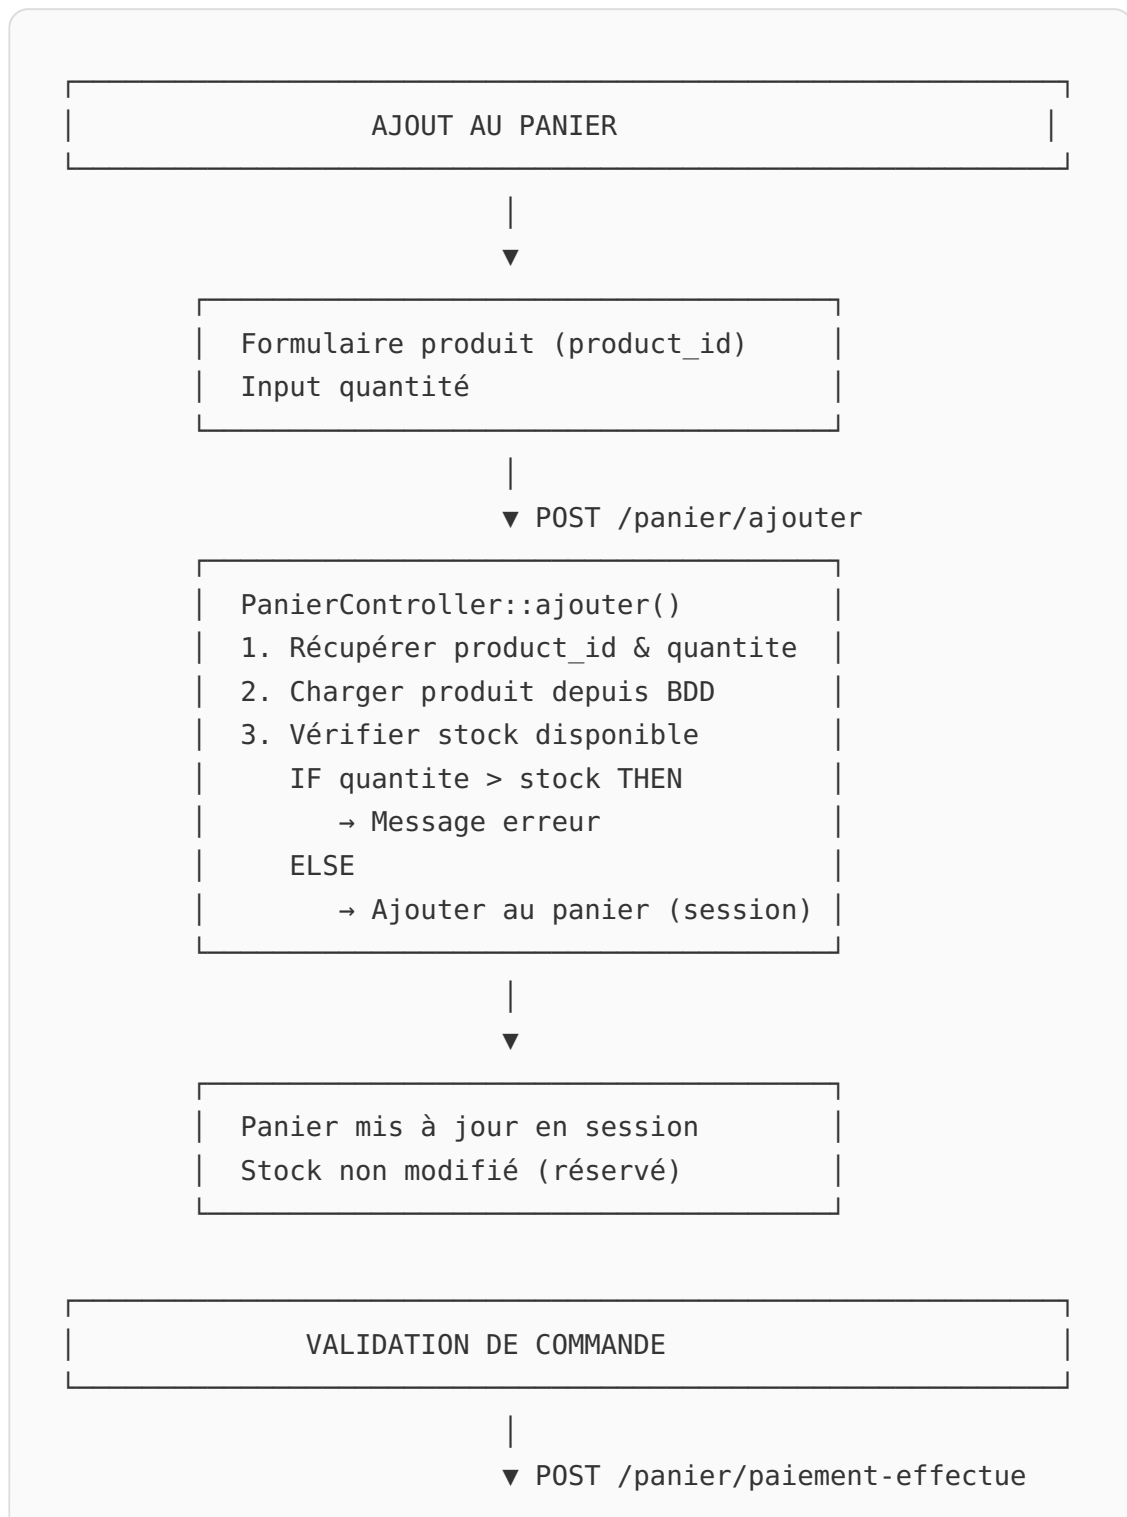 AJOUT AU PANIER
▼
Formulaire produit (product_id)
Input quantité
▼ POST /panier/ajouter
PanierController::ajouter()
1. Récupérer product_id & quantite
2. Charger produit depuis BDD
3. Vérifier stock disponible
IF quantite > stock THEN
→ Message erreur
ELSE
→ Ajouter au panier (session)
▼
Panier mis à jour en session
Stock non modifié (réservé)
VALIDATION DE COMMANDE
▼ POST /panier/paiement-effectue